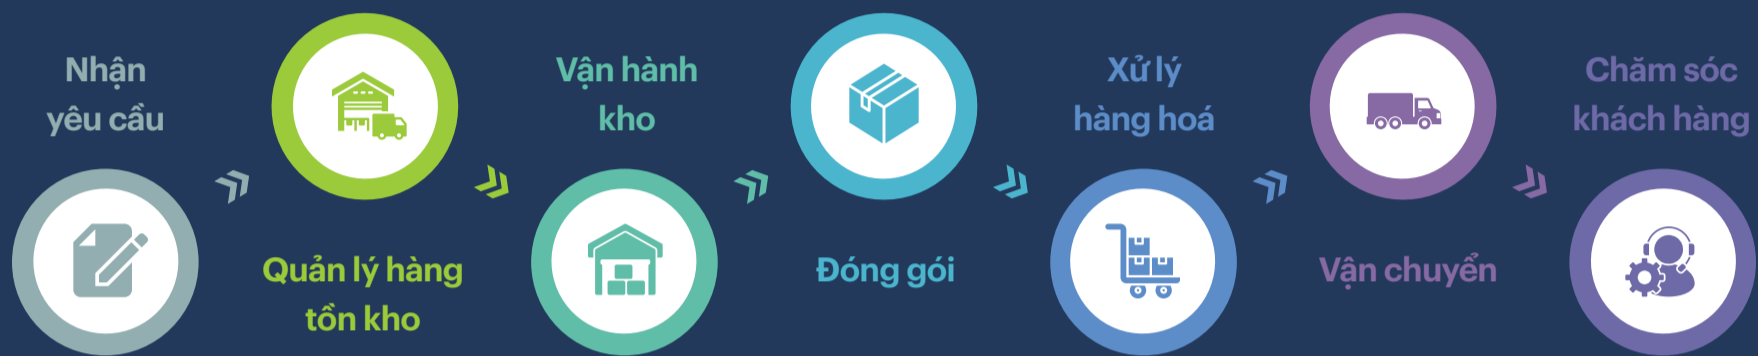 Nhận
yêu cầu
Quản lý hàng
tồn kho
Vận hành
kho
Đóng gói
Xử lý
hàng hoá
Vận chuyển
Chăm sóc
khách hàng